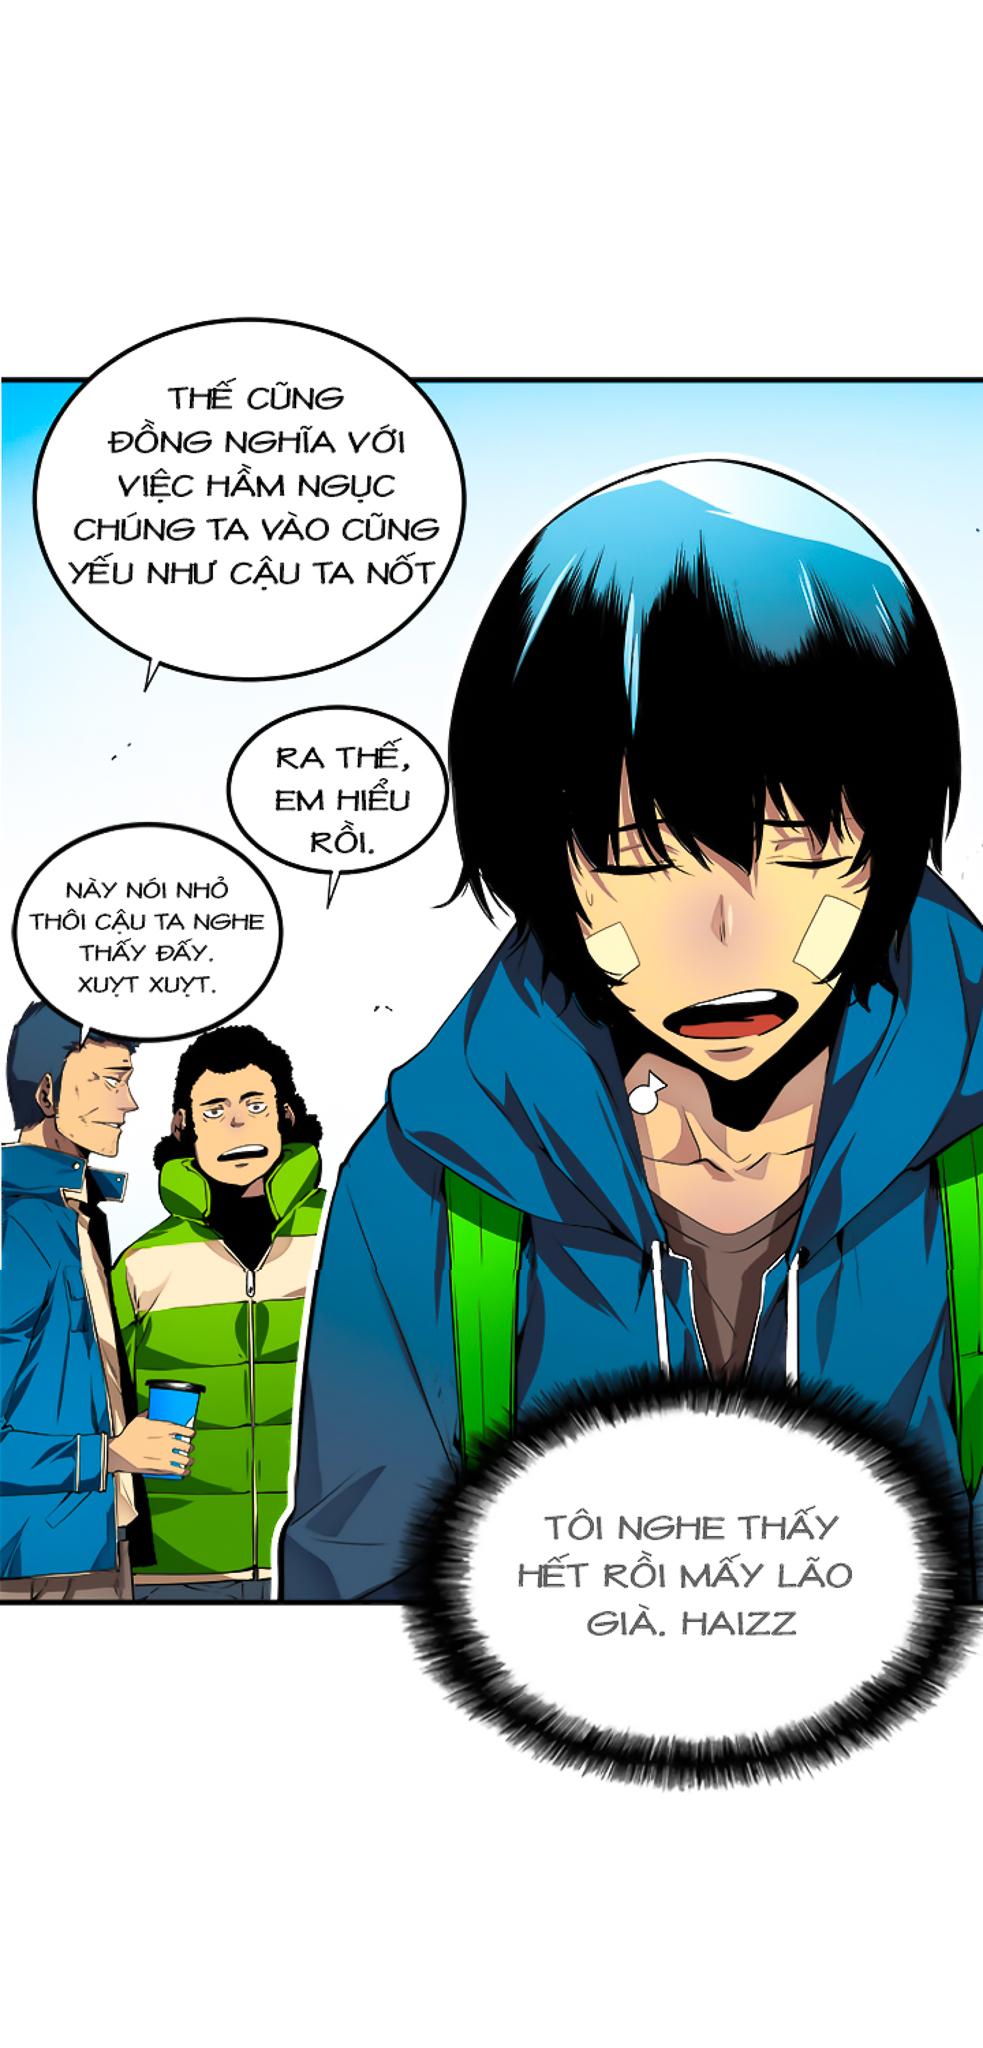 THẾ CŨNG
ĐỒNG NGHĨA VỚI
VIỆC HẦM NGỤC
CHÚNG TA VÀO CŨNG
YẾU NHƯ CẬU TA NỐT
RA THẾ,
EM HIỂU
RỒI.
NÀY NÓI NHỎ
THÔI CẬU TA NGHE
THẤY ĐẤY.
XUỴT XUỴT.
TÔI NGHE THẤY
HẾT RỒI MẤY LÃO
GIÀ. HAIZZ